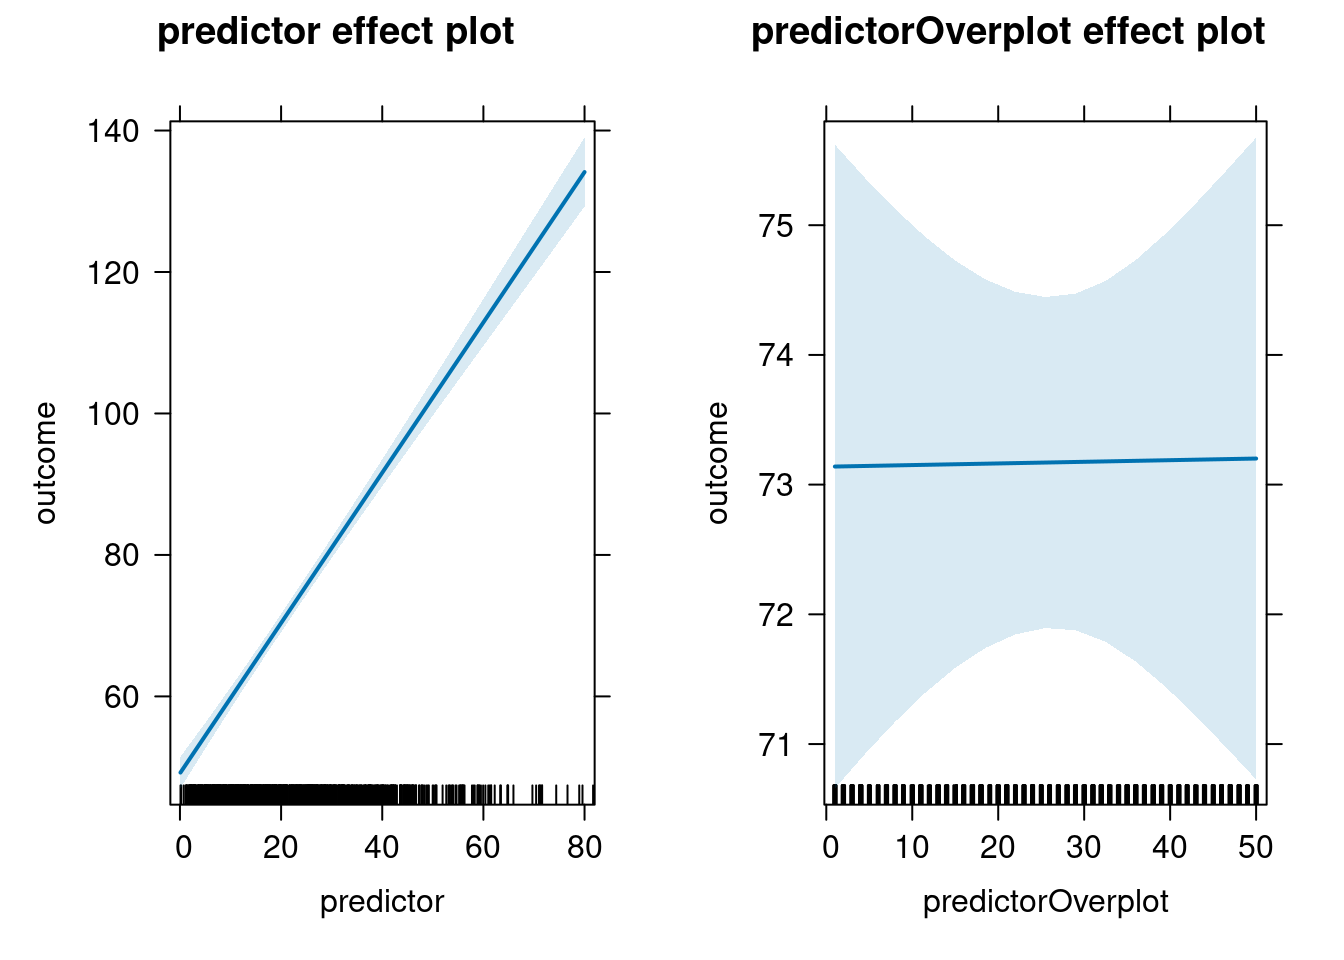 predictor effect plot
140
120
100
80
60
outcome
0 20 40 60 80
predictor
predictorOverplot effect plot
75
74
73
72
71
outcome
0 10 20 30 40 50
predictorOverplot